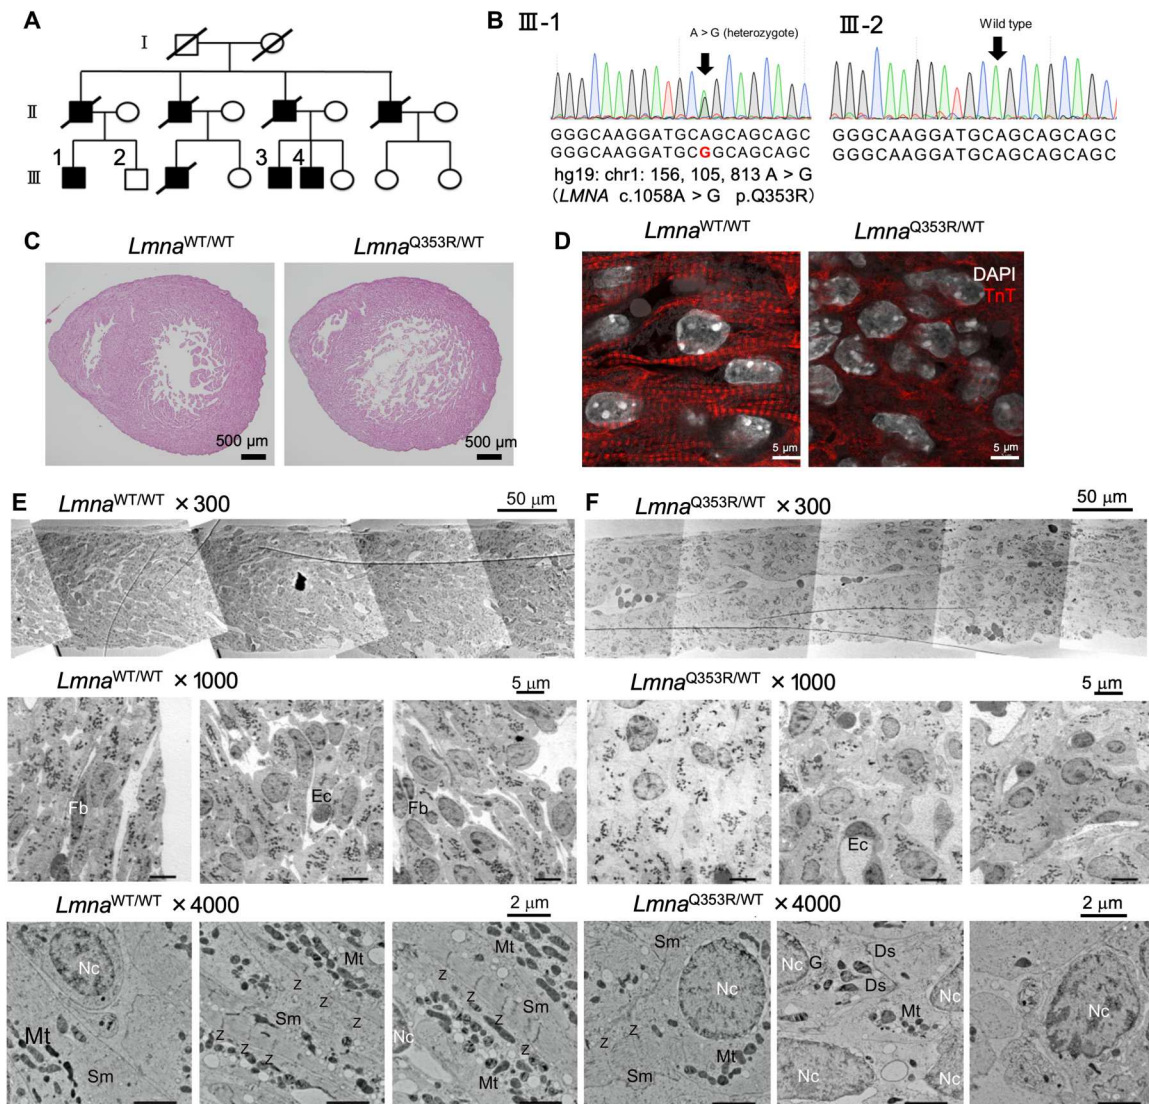 A
I
II
1
2
3
4
III
B
III-1
A > G (heterozygote)
GGGCAAGGATGCAGCAGCAGC
GGGCAAGGATGCGGCAGCAGC
hg19: chr1: 156, 105, 813 A > G
(LMNA c.1058A > G p.Q353R)
III-2
Wild type
GGGCAAGGATGCAGCAGCAGC
GGGCAAGGATGCAGCAGCAGC
C
LmnaWT/WT
LmnaQ353R/WT
500 µm
500 µm
D
LmnaWT/WT
LmnaQ353R/WT
DAPI
TnT
5 µm
5 µm
E
LmnaWT/WT × 300
50 µm
F
LmnaQ353R/WT × 300
50 µm
LmnaWT/WT × 1000
5 µm
LmnaQ353R/WT × 1000
5 µm
Fb
Ec
Fb
Ec
LmnaWT/WT × 4000
2 µm
LmnaQ353R/WT × 4000
2 µm
Nc
Mt
Sm
Mt
Z
Z
Z
Sm
Z
Z
Z
Mt
Z
Sm
Z
Nc
Z
Mt
Sm
Nc
Z
Z
Mt
Sm
Nc
G
Ds
Ds
Mt
Nc
Nc
Nc
Nc